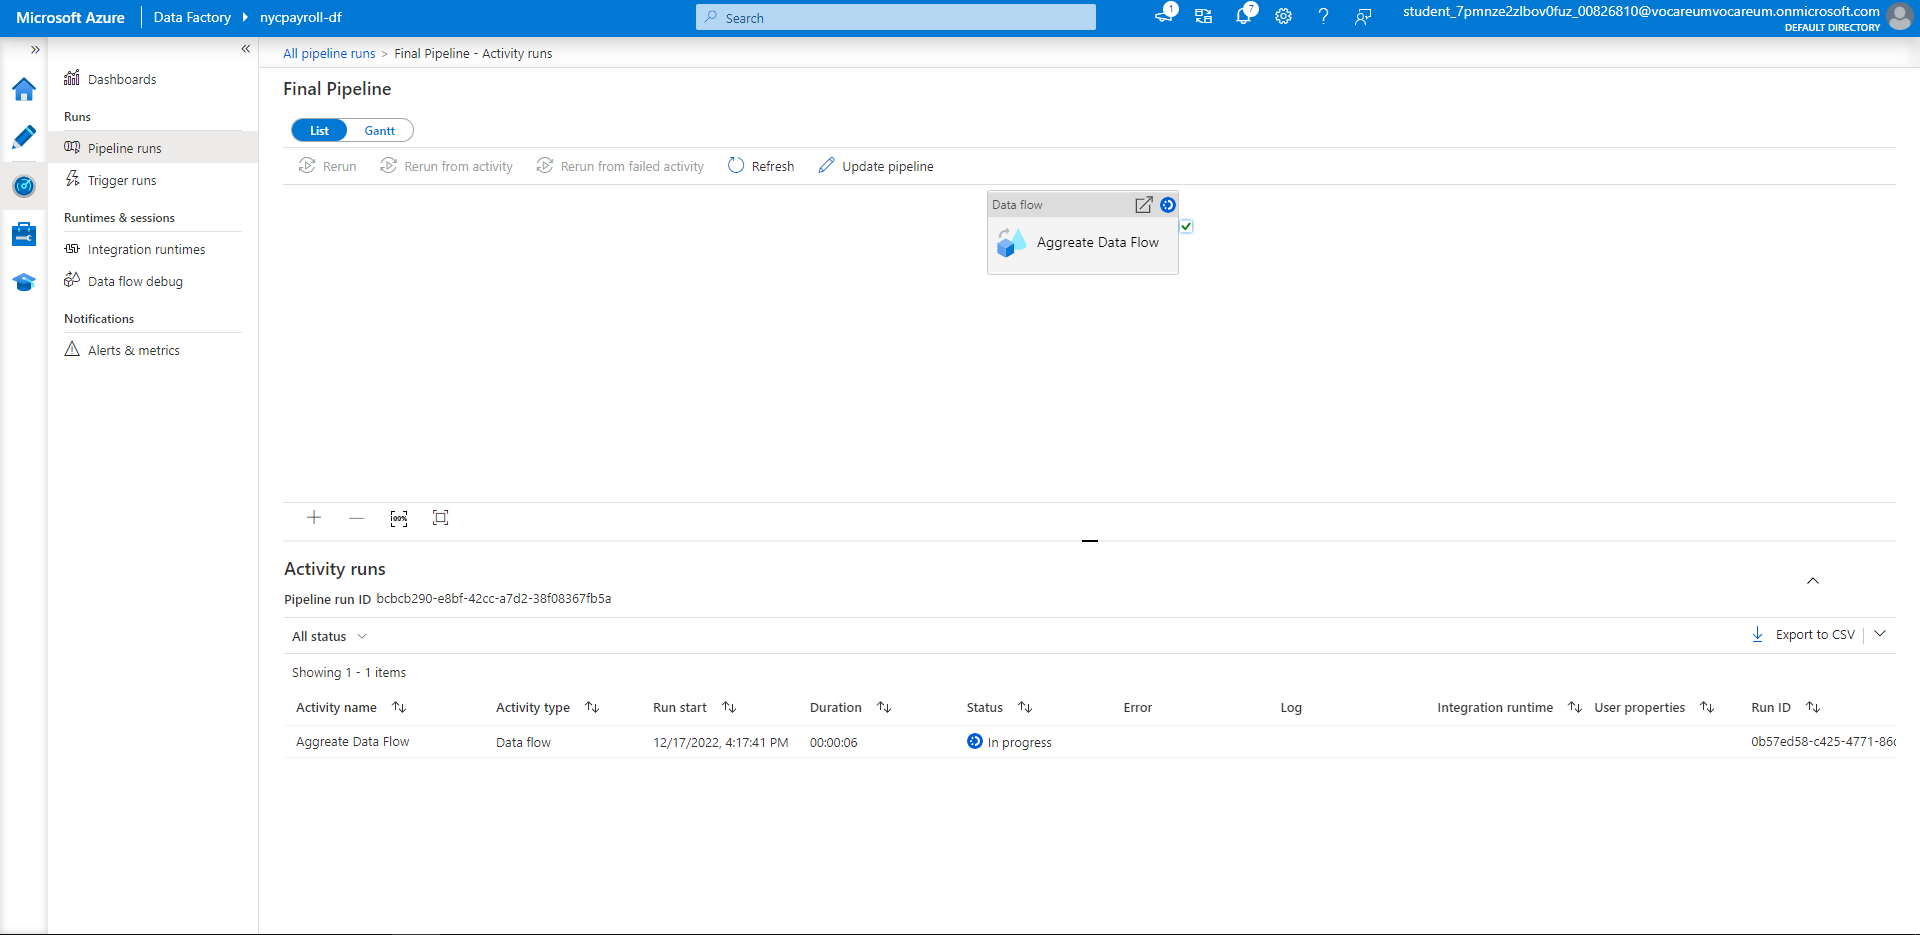 Microsoft Azure
Data Factory
nycpayroll-df
Search
1
7
student_7pmnze2zlbov0fuz_00826810@vocareumvocareum.onmicrosoft.com
DEFAULT DIRECTORY
Dashboards
Runs
Pipeline runs
Trigger runs
Runtimes & sessions
Integration runtimes
Data flow debug
Notifications
Alerts & metrics
All pipeline runs > Final Pipeline - Activity runs
Final Pipeline
List Gantt
Rerun Rerun from activity Rerun from failed activity Refresh Update pipeline
Data flow
Aggreate Data Flow
100%
Activity runs
Pipeline run ID bcbcb290-e8bf-42cc-a7d2-38f08367fb5a
All status
Export to CSV
Showing 1 - 1 items
Activity name Activity type Run start Duration Status Error Log Integration runtime User properties Run ID
Aggreate Data Flow Data flow 12/17/2022, 4:17:41 PM 00:00:06 In progress 0b57ed58-c425-4771-86